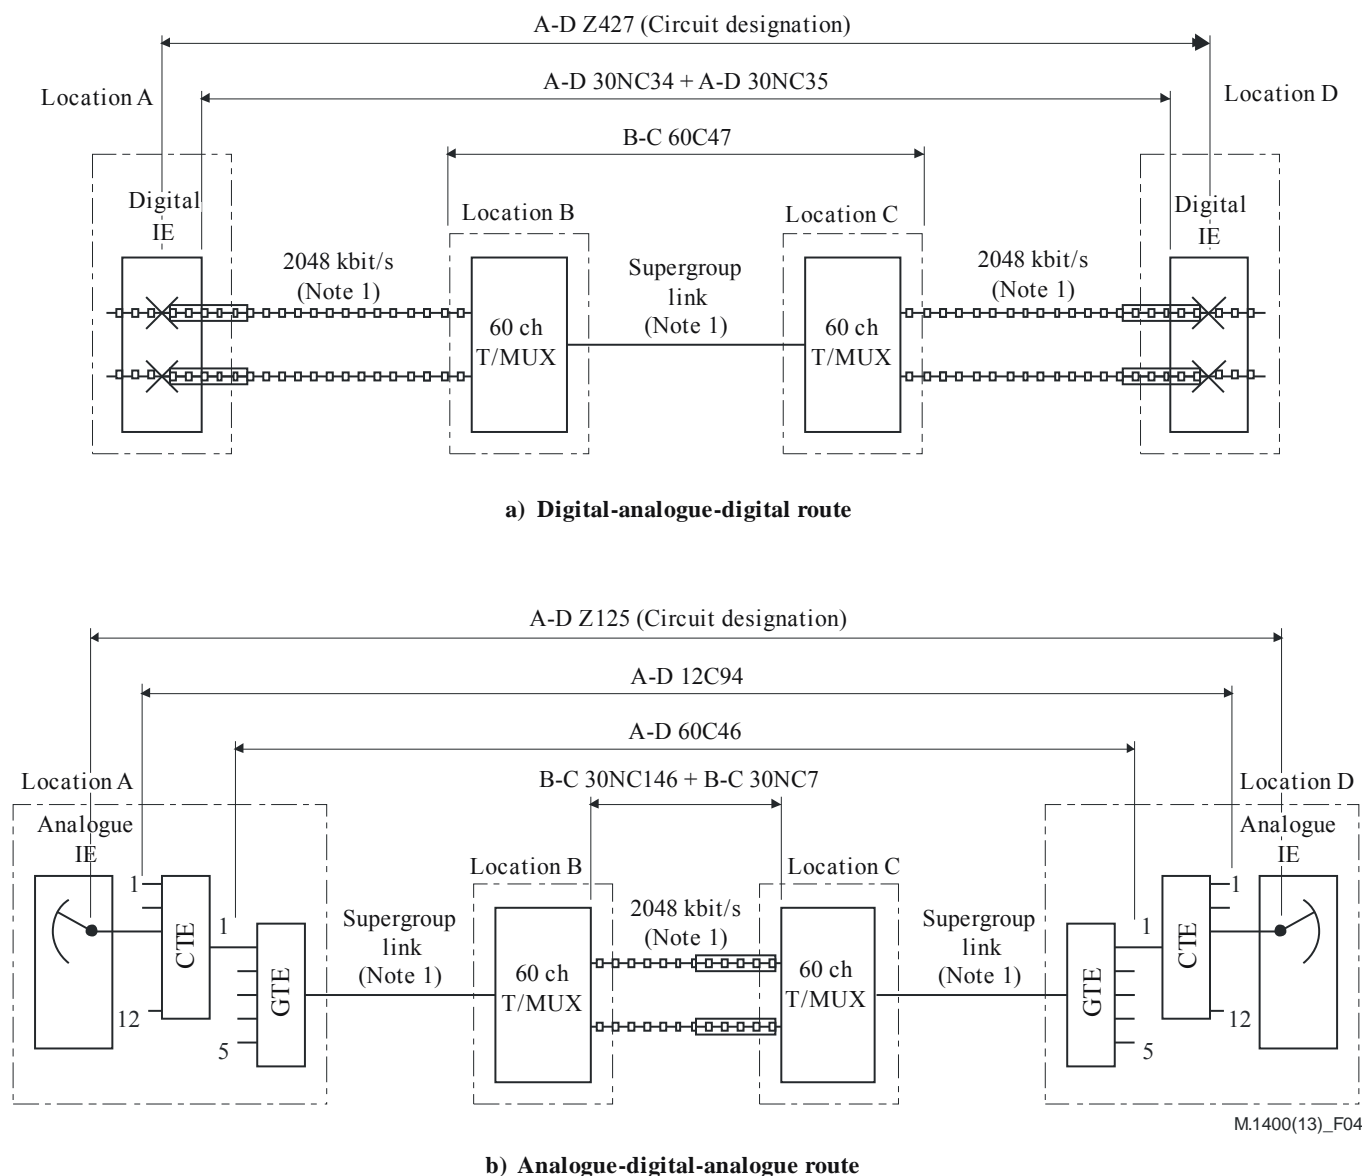 A-D Z427 (Circuit designation)
Location A
A-D 30NC34 + A-D 30NC35
Location D
B-C 60C47
Digital
IE
Location B
Location C
Digital
IE
2048 kbit/s
(Note 1)
Supergroup
link
(Note 1)
2048 kbit/s
(Note 1)
60 ch
T/MUX
60 ch
T/MUX
a) Digital-analogue-digital route
A-D Z125 (Circuit designation)
A-D 12C94
A-D 60C46
Location A
B-C 30NC146 + B-C 30NC7
Location D
Analogue
IE
Location B
Location C
Analogue
IE
1
12
CTE
1
5
GTE
Supergroup
link
(Note 1)
60 ch
T/MUX
2048 kbit/s
(Note 1)
60 ch
T/MUX
Supergroup
link
(Note 1)
GTE
1
5
CTE
1
12
M.1400(13)_F04
b) Analogue-digital-analogue route